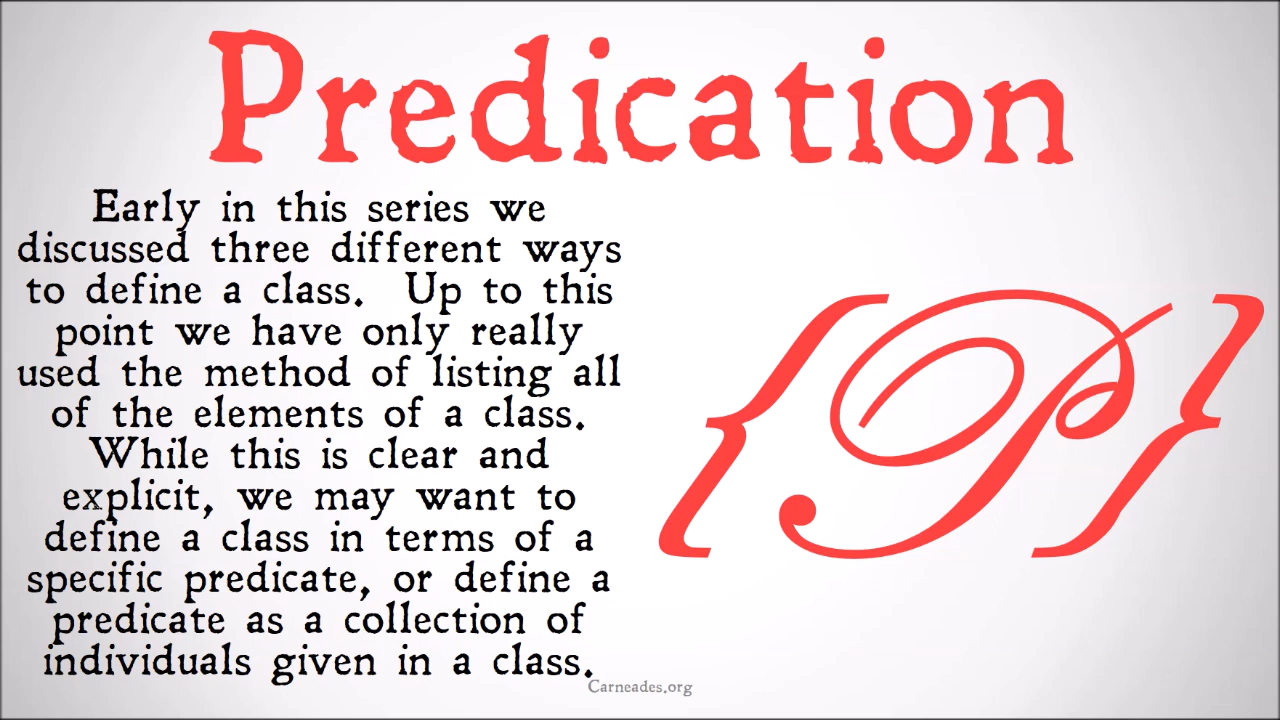 Predication
Early in this series we
discussed three different ways
to define a class. Up to this
point we have only really
used the method of listing all
of the elements of a class.
While this is clear and
explicit, we may want to
define a class in terms of a
specific predicate, or define a
predicate as a collection of
individuals given in a class.
{P}
Carneades.org